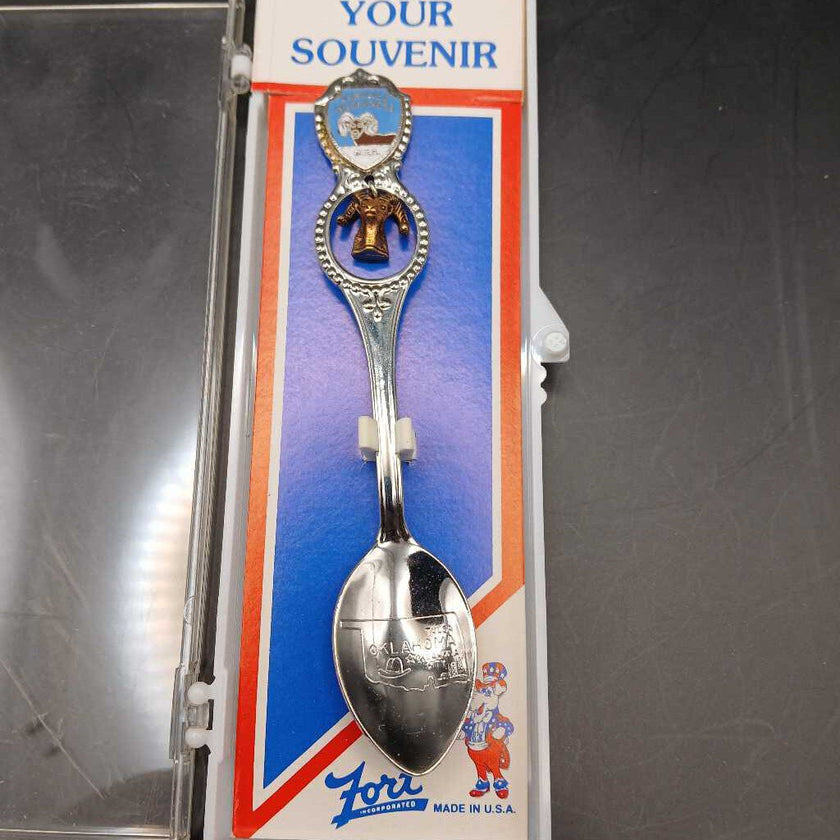 YOUR
SOUVENIR
OKLAHOMA
Fort
INCORPORATED
MADE IN U.S.A.